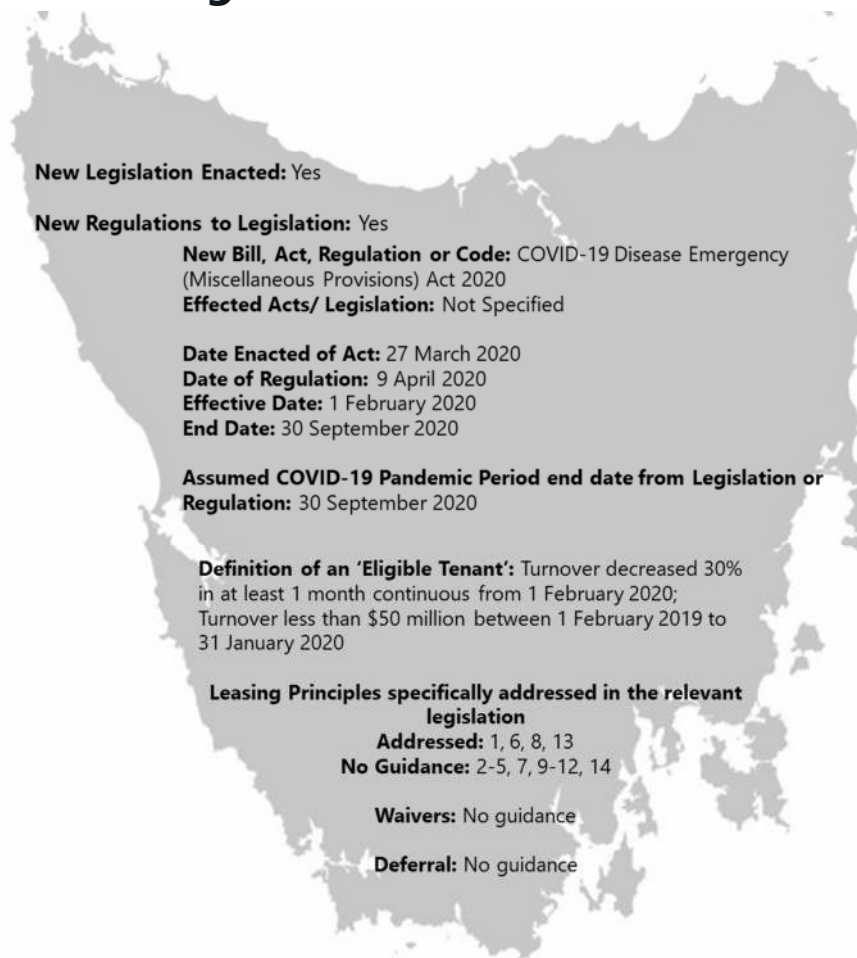 New Legislation Enacted: Yes
New Regulations to Legislation: Yes
New Bill, Act, Regulation or Code: COVID-19 Disease Emergency
(Miscellaneous Provisions) Act 2020
Effected Acts/ Legislation: Not Specified
Date Enacted of Act: 27 March 2020
Date of Regulation: 9 April 2020
Effective Date: 1 February 2020
End Date: 30 September 2020
Assumed COVID-19 Pandemic Period end date from Legislation or
Regulation: 30 September 2020
Definition of an ‘Eligible Tenant’: Turnover decreased 30%
in at least 1 month continuous from 1 February 2020;
Turnover less than $50 million between 1 February 2019 to
31 January 2020
Leasing Principles specifically addressed in the relevant
legislation
Addressed: 1, 6, 8, 13
No Guidance: 2-5, 7, 9-12, 14
Waivers: No guidance
Deferral: No guidance